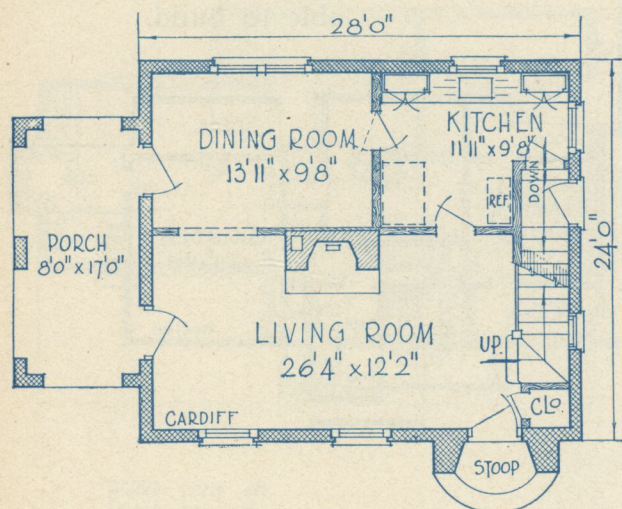 28'0"
DINING ROOM
13'11" x 9'8"
KITCHEN
11'11" x 9'8"
DOWN
REF.
24'0"
PORCH
8'0" x 17'0"
LIVING ROOM
26'4" x 12'2"
UP.
CLO.
CARDIFF
STOOP